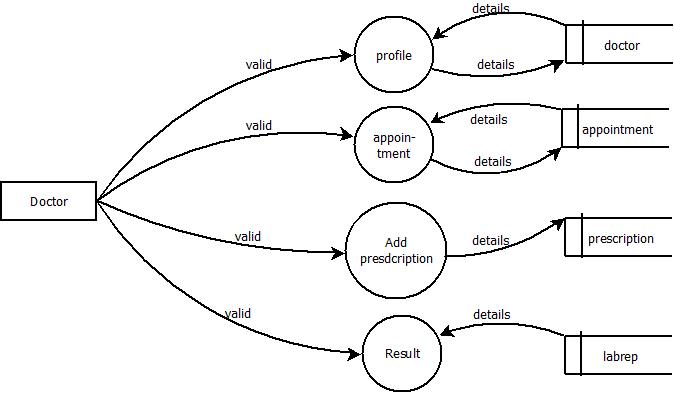 details
profile
doctor
valid
details
valid
appoin-
tment
details
appointment
details
Doctor
valid
Add
presdcription
details
prescription
valid
details
Result
labrep